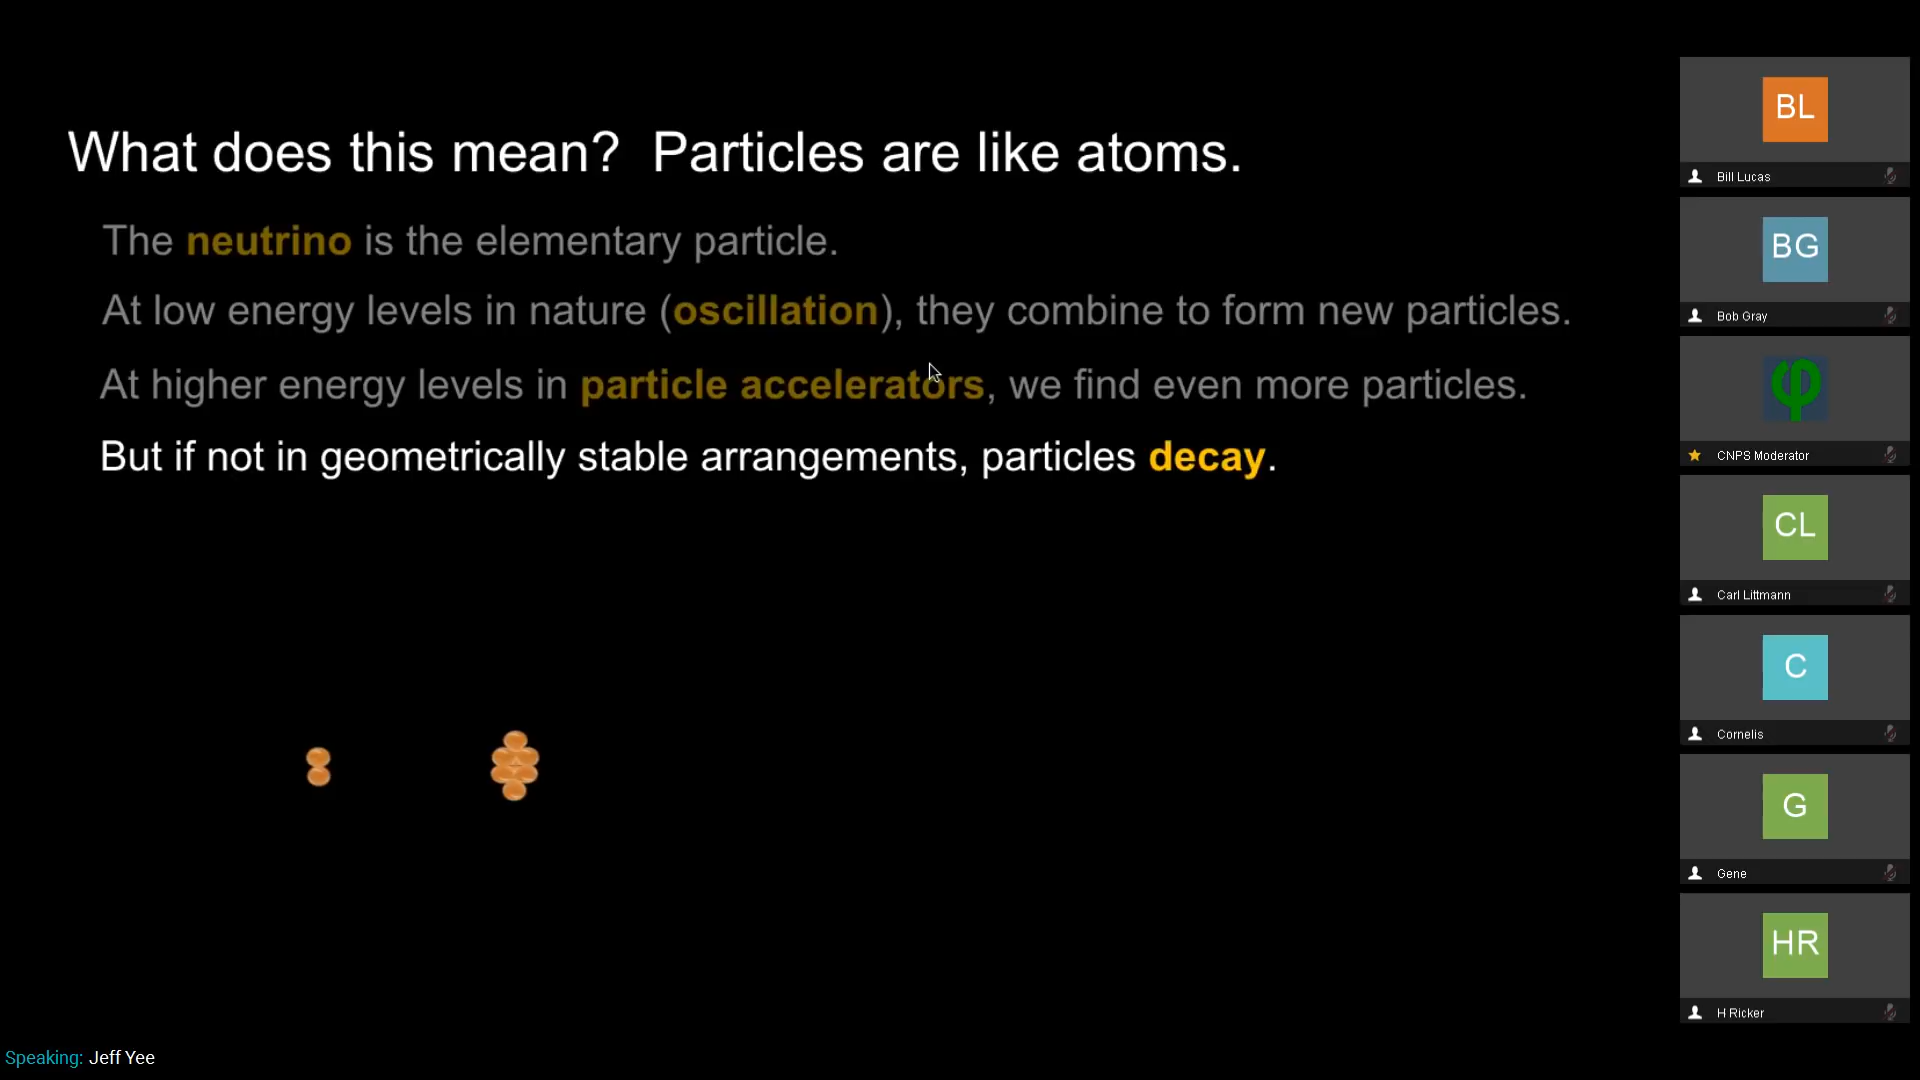 What does this mean? Particles are like atoms.
The neutrino is the elementary particle.
At low energy levels in nature (oscillation), they combine to form new particles.
At higher energy levels in particle accelerators, we find even more particles.
But if not in geometrically stable arrangements, particles decay.
BL
Bill Lucas
BG
Bob Gray
φ
CNPS Moderator
CL
Carl Littmann
C
Cornelis
G
Gene
HR
H Ricker
Speaking: Jeff Yee